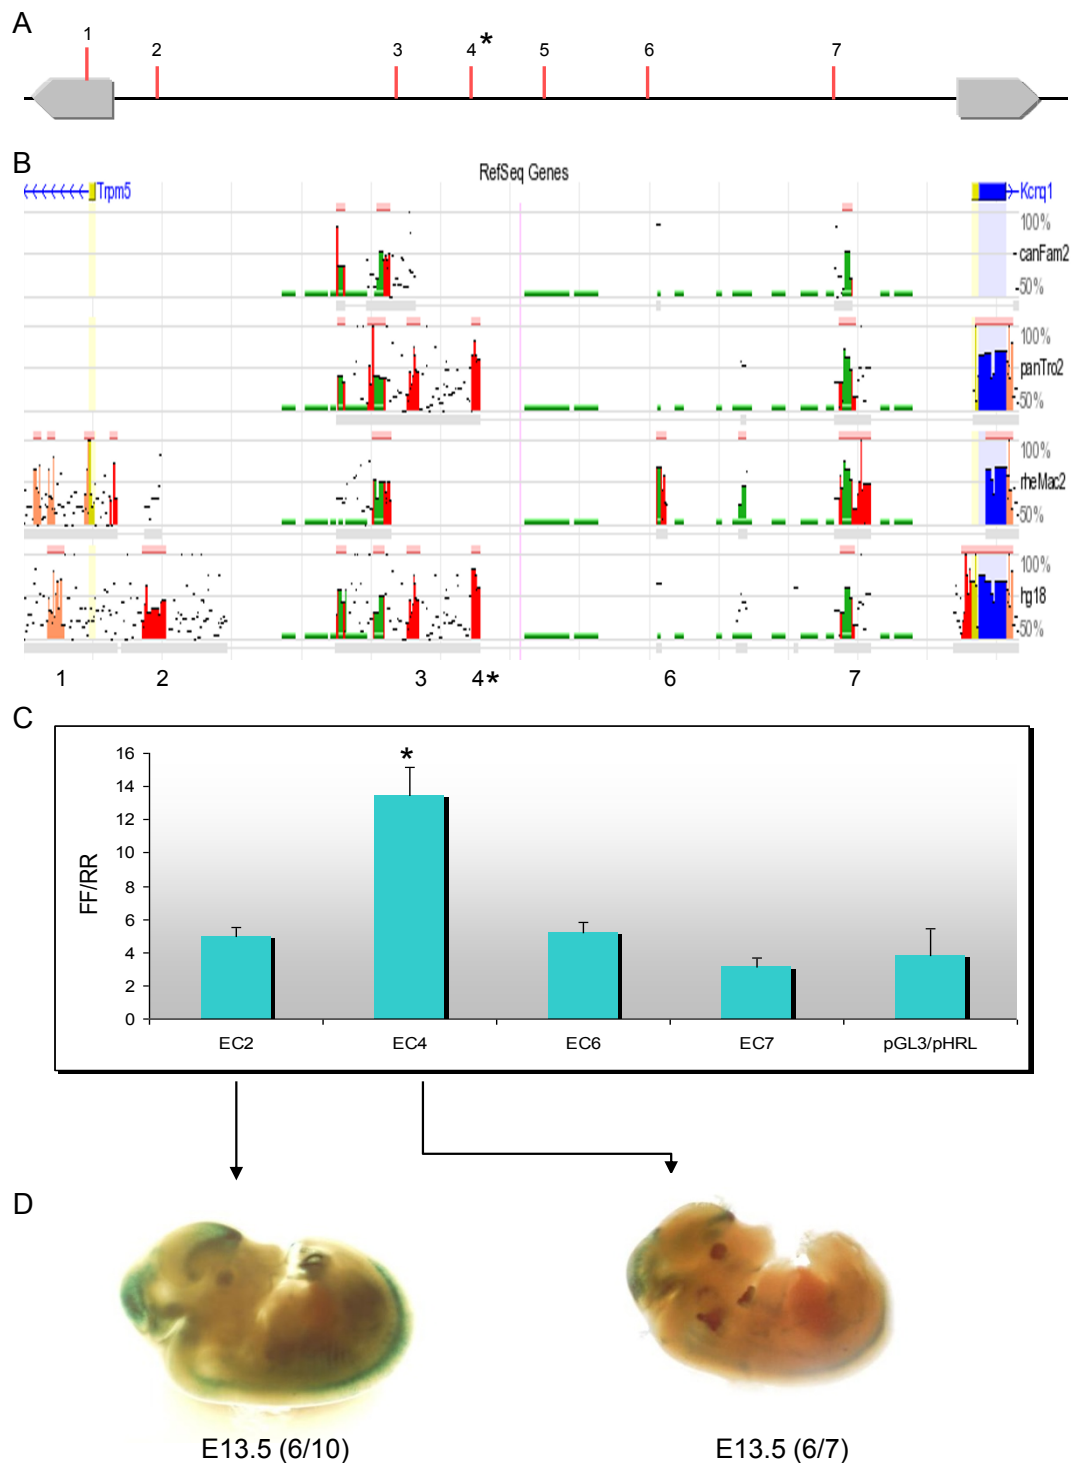 A
1 2 3 4* 5 6 7
B
RefSeq Genes
Trpm5 Kcnq1
100%
canFam2
50%
100%
panTro2
50%
100%
rheMac2
50%
100%
hg18
50%
1 2 3 4* 6 7
C
*
16
14
12
10
8
6
4
2
0
FF/RR
EC2 EC4 EC6 EC7 pGL3/pHRL
D
E13.5 (6/10) E13.5 (6/7)